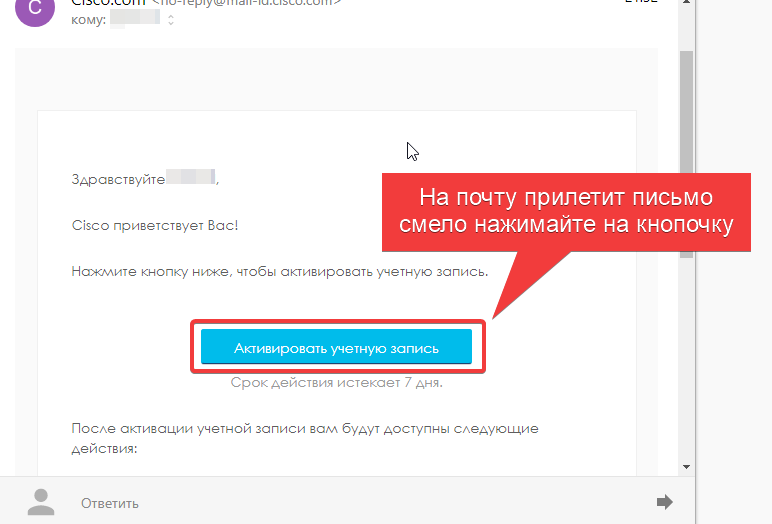 C
Cisco.com <no-reply@mail-id.cisco.com>
кому:
Здравствуйте ,
Cisco приветствует Вас!
На почту прилетит письмо
смело нажимайте на кнопочку
Нажмите кнопку ниже, чтобы активировать учетную запись.
Активировать учетную запись
Срок действия истекает 7 дня.
После активации учетной записи вам будут доступны следующие
действия:
Ответить